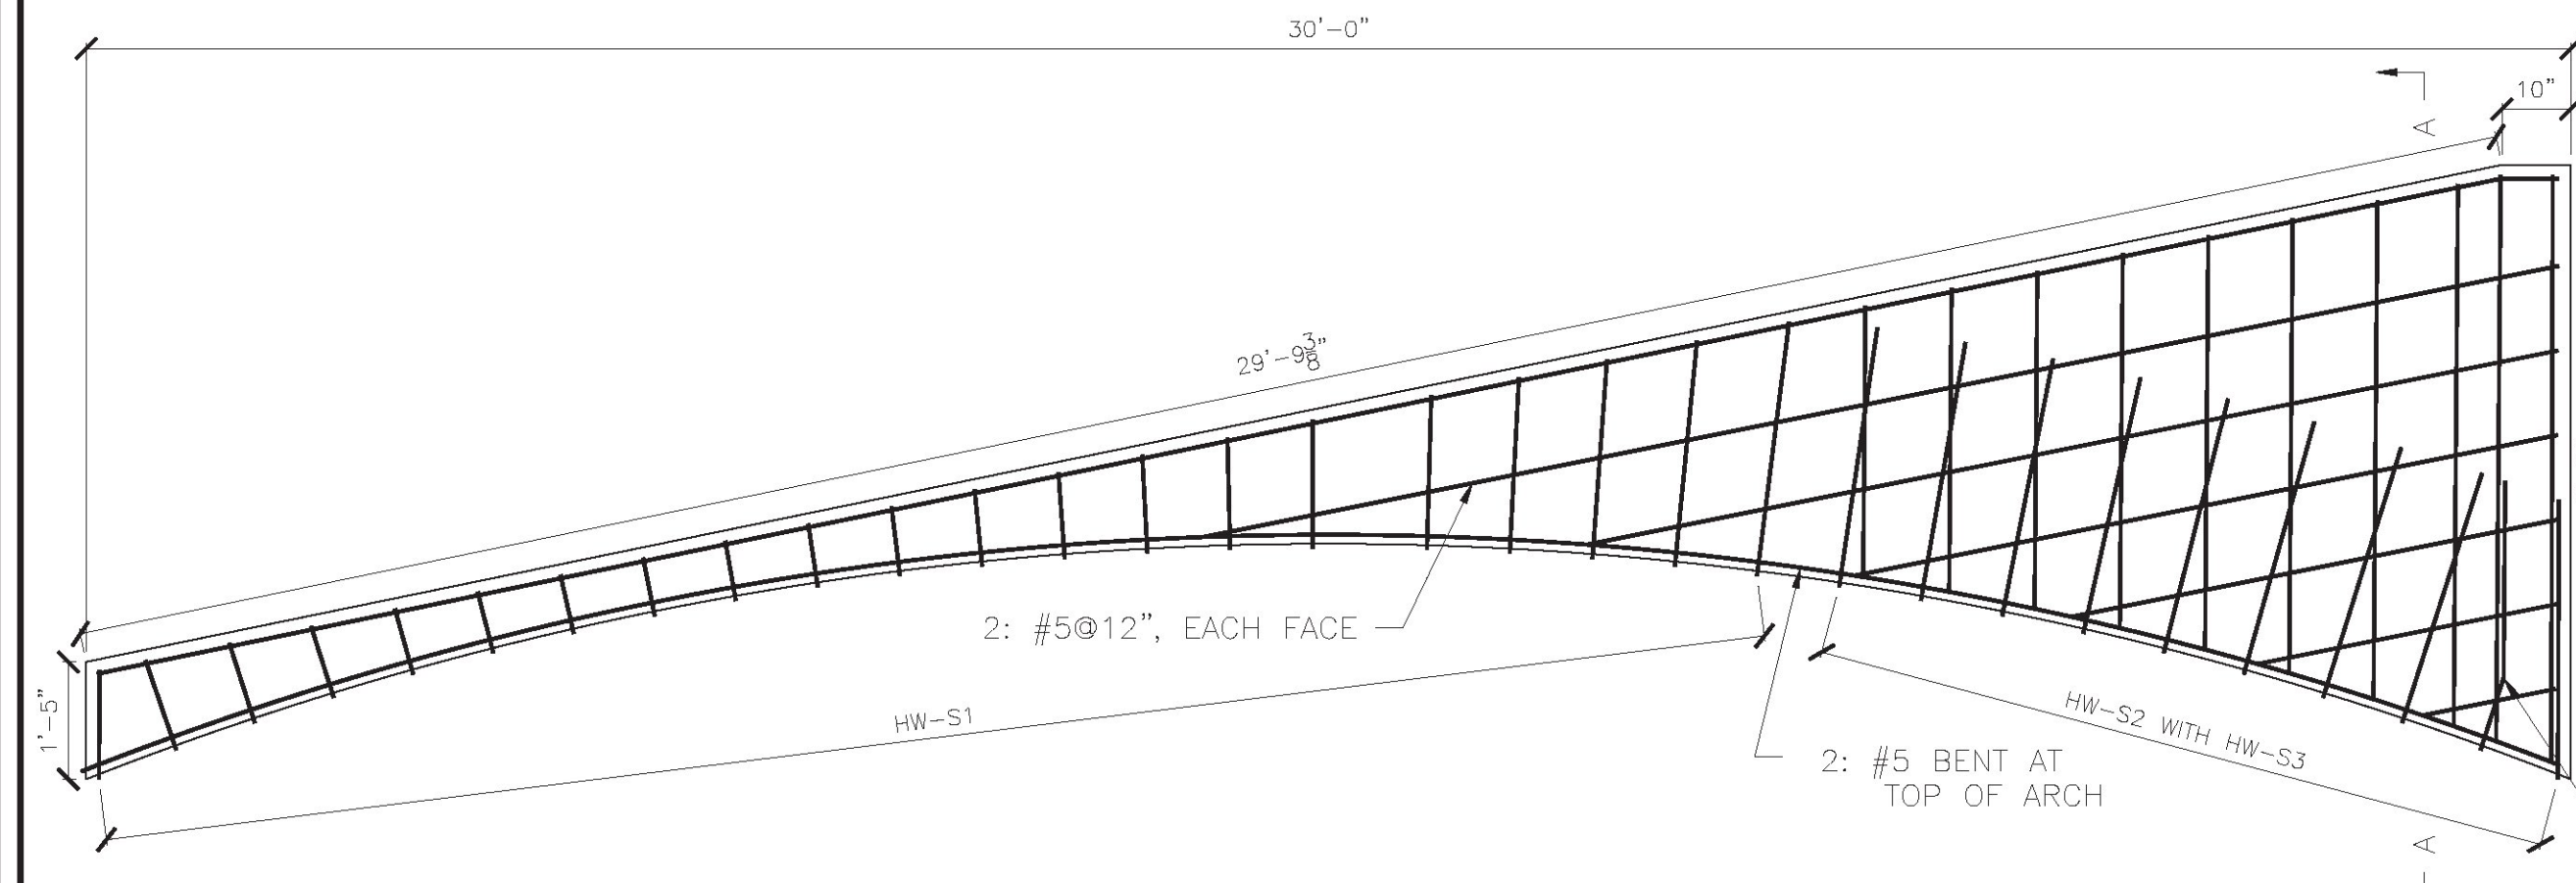 30'-0"
10"
A
29'-9 3/8"
1'-5"
2: #5@12", EACH FACE
HW-S1
HW-S2 WITH HW-S3
2: #5 BENT AT
TOP OF ARCH
A